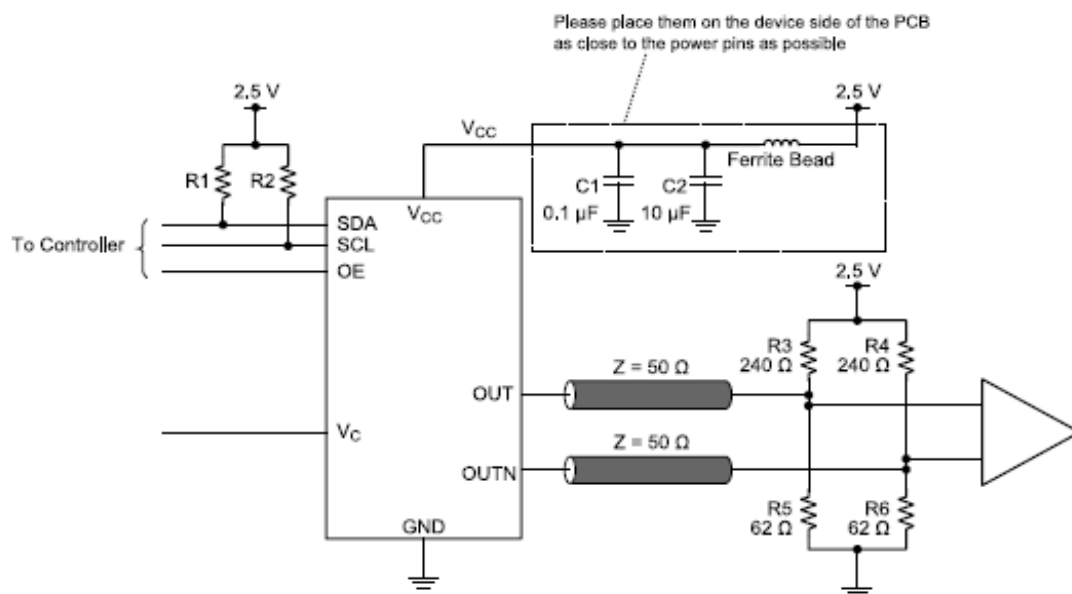 Please place them on the device side of the PCB
as close to the power pins as possible
2.5 V
2.5 V
VCC
Ferrite Bead
R1
R2
C1
0.1 µF
C2
10 µF
VCC
To Controller
SDA
SCL
OE
2.5 V
R3
240 Ω
R4
240 Ω
Z = 50 Ω
OUT
VC
Z = 50 Ω
OUTN
R5
62 Ω
R6
62 Ω
GND